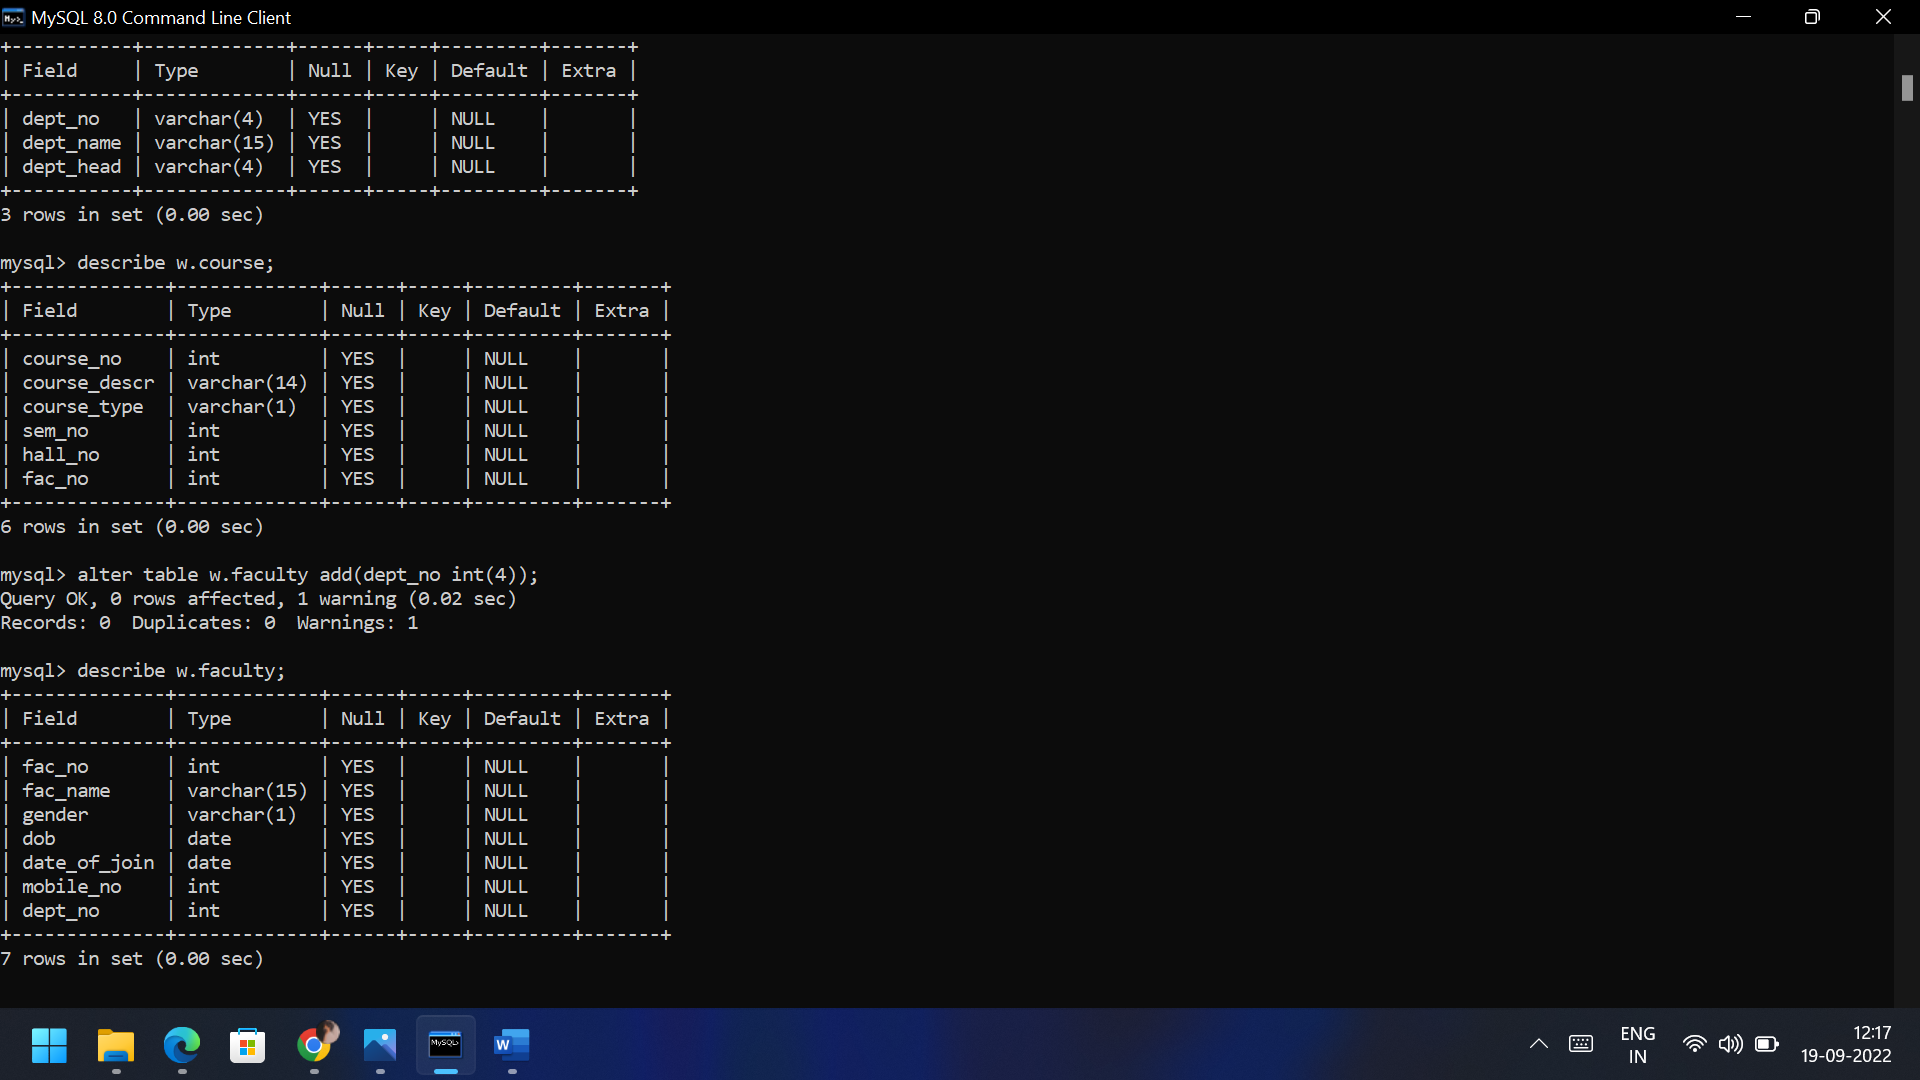 MySQL 8.0 Command Line Client
+-----------+-------------+------+-----+---------+-------+
| Field     | Type        | Null | Key | Default | Extra |
+-----------+-------------+------+-----+---------+-------+
| dept_no   | varchar(4)  | YES  |     | NULL    |       |
| dept_name | varchar(15) | YES  |     | NULL    |       |
| dept_head | varchar(4)  | YES  |     | NULL    |       |
+-----------+-------------+------+-----+---------+-------+
3 rows in set (0.00 sec)
mysql> describe w.course;
+--------------+-------------+------+-----+---------+-------+
| Field        | Type        | Null | Key | Default | Extra |
+--------------+-------------+------+-----+---------+-------+
| course_no    | int         | YES  |     | NULL    |       |
| course_descr | varchar(14) | YES  |     | NULL    |       |
| course_type  | varchar(1)  | YES  |     | NULL    |       |
| sem_no       | int         | YES  |     | NULL    |       |
| hall_no      | int         | YES  |     | NULL    |       |
| fac_no       | int         | YES  |     | NULL    |       |
+--------------+-------------+------+-----+---------+-------+
6 rows in set (0.00 sec)
mysql> alter table w.faculty add(dept_no int(4));
Query OK, 0 rows affected, 1 warning (0.02 sec)
Records: 0  Duplicates: 0  Warnings: 1
mysql> describe w.faculty;
+--------------+-------------+------+-----+---------+-------+
| Field        | Type        | Null | Key | Default | Extra |
+--------------+-------------+------+-----+---------+-------+
| fac_no       | int         | YES  |     | NULL    |       |
| fac_name     | varchar(15) | YES  |     | NULL    |       |
| gender       | varchar(1)  | YES  |     | NULL    |       |
| dob          | date        | YES  |     | NULL    |       |
| date_of_join | date        | YES  |     | NULL    |       |
| mobile_no    | int         | YES  |     | NULL    |       |
| dept_no      | int         | YES  |     | NULL    |       |
+--------------+-------------+------+-----+---------+-------+
7 rows in set (0.00 sec)
MySQL>
W
ENG
IN
12:17
19-09-2022